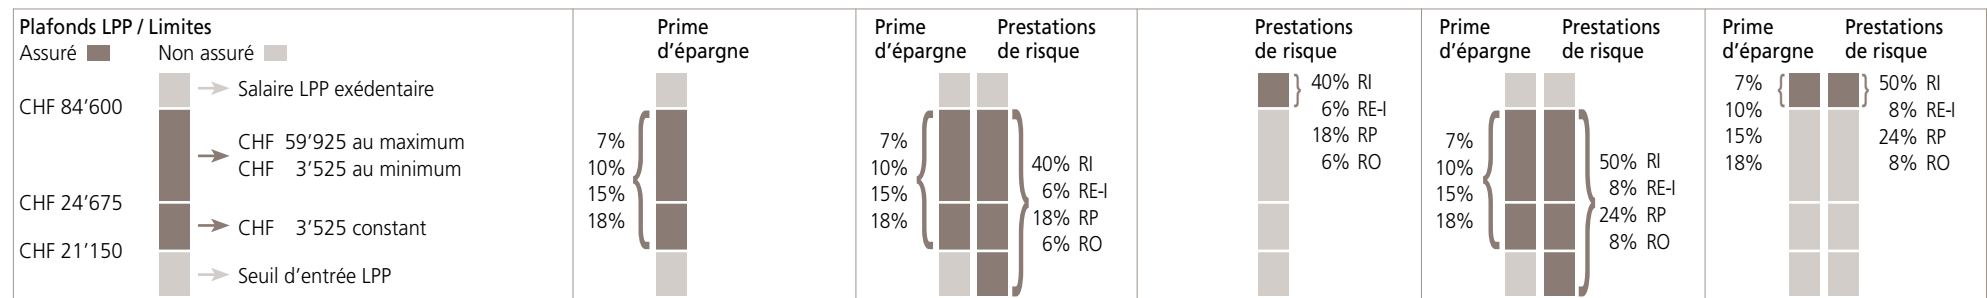 Plafonds LPP / Limites
Assuré
Non assuré
CHF 84’600
CHF 24’675
CHF 21’150
Salaire LPP exédentaire
CHF 59’925 au maximum
CHF 3’525 au minimum
CHF 3’525 constant
Seuil d’entrée LPP
Prime
d’épargne
7%
10%
15%
18%
Prime
d’épargne
7%
10%
15%
18%
Prestations
de risque
40% RI
6% RE-I
18% RP
6% RO
Prestations
de risque
40% RI
6% RE-I
18% RP
6% RO
Prime
d’épargne
7%
10%
15%
18%
Prestations
de risque
50% RI
8% RE-I
24% RP
8% RO
Prime
d’épargne
7%
10%
15%
18%
Prestations
de risque
50% RI
8% RE-I
24% RP
8% RO